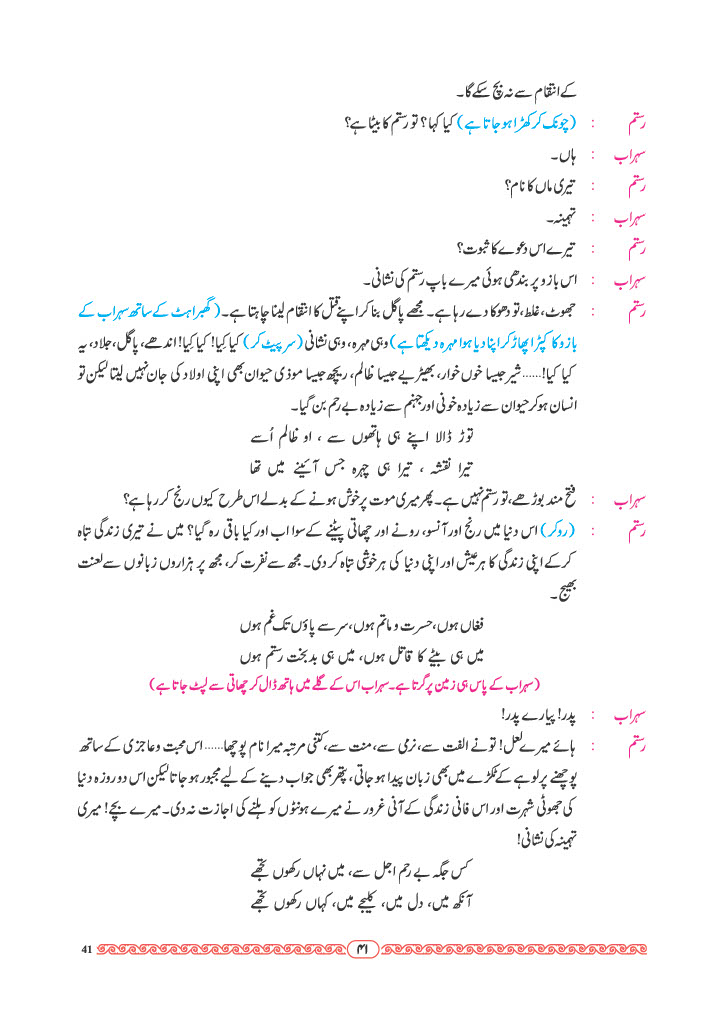 کے انتقام سے نہ بچ سکے گا۔
رستم : (چونک کر کھڑا ہو جاتا ہے) کیا کہا؟ تو رستم کا بیٹا ہے؟
سہراب : ہاں۔
رستم : تیری ماں کا نام؟
سہراب : تہمینہ۔
رستم : تیرے اس دعوے کا ثبوت؟
سہراب : اس بازو پر بندھی ہوئی میرے باپ رستم کی نشانی۔
رستم : جھوٹ، غلط، تو دھوکا دے رہا ہے۔ مجھے پاگل بنا کر اپنے قتل کا انتقام لینا چاہتا ہے۔ (گھبراہٹ کے ساتھ سہراب کے
بازو کا کپڑا پھاڑ کر اپنا دیا ہوا مہرہ دیکھتا ہے) وہی مہرہ، وہی نشانی (سر پیٹ کر) کیا کیا! کیا کیا! اندھے، پاگل، جلاد، یہ
کیا کیا!...... شیر جیسا خوں خوار، بھیڑیے جیسا ظالم، ریچھ جیسا موذی حیوان بھی اپنی اولاد کی جان نہیں لیتا لیکن تو
انسان ہو کر حیوان سے زیادہ خونی اور جہنم سے زیادہ بے رحم بن گیا۔
توڑ ڈالا اپنے ہی ہاتھوں سے ، او ظالم اُسے
تیرا نقشہ ، تیرا ہی چہرہ جس آئینے میں تھا
سہراب : فتح مند بوڑھے، تو رستم نہیں ہے۔ پھر میری موت پر خوش ہونے کے بدلے اس طرح کیوں رنج کر رہا ہے؟
رستم : (رو کر) اس دنیا میں رنج اور آنسو، رونے اور چھاتی پیٹنے کے سوا اب اور کیا باقی رہ گیا؟ میں نے تیری زندگی تباہ
کر کے اپنی زندگی کا ہر عیش اور اپنی دنیا کی ہر خوشی تباہ کر دی۔ مجھ سے نفرت کر، مجھ پر ہزاروں زبانوں سے لعنت
بھیج۔
فغاں ہوں، حسرت و ماتم ہوں، سر سے پاؤں تک غم ہوں
میں ہی بیٹے کا قاتل ہوں، میں ہی بدبخت رستم ہوں
(سہراب کے پاس ہی زمین پر گرتا ہے۔ سہراب اس کے گلے میں ہاتھ ڈال کر چھاتی سے لپٹ جاتا ہے)
سہراب : پدر! پیارے پدر!
رستم : ہائے میرے لعل! تو نے الفت سے، نرمی سے، منت سے، کتنی مرتبہ میرا نام پوچھا...... اس محبت و عاجزی کے ساتھ
پوچھنے پر لوہے کے ٹکڑے میں بھی زبان پیدا ہو جاتی، پتھر بھی جواب دینے کے لیے مجبور ہو جاتا لیکن اس دو روزہ دنیا
کی جھوٹی شہرت اور اس فانی زندگی کے آنی غرور نے میرے ہونٹوں کو ہلنے کی اجازت نہ دی۔ میرے بچے! میری
تہمینہ کی نشانی!
کس جگہ بے رحم اجل سے، میں نہاں رکھوں تجھے
آنکھ میں، دل میں، کلیجے میں، کہاں رکھوں تجھے
41 ۴۱